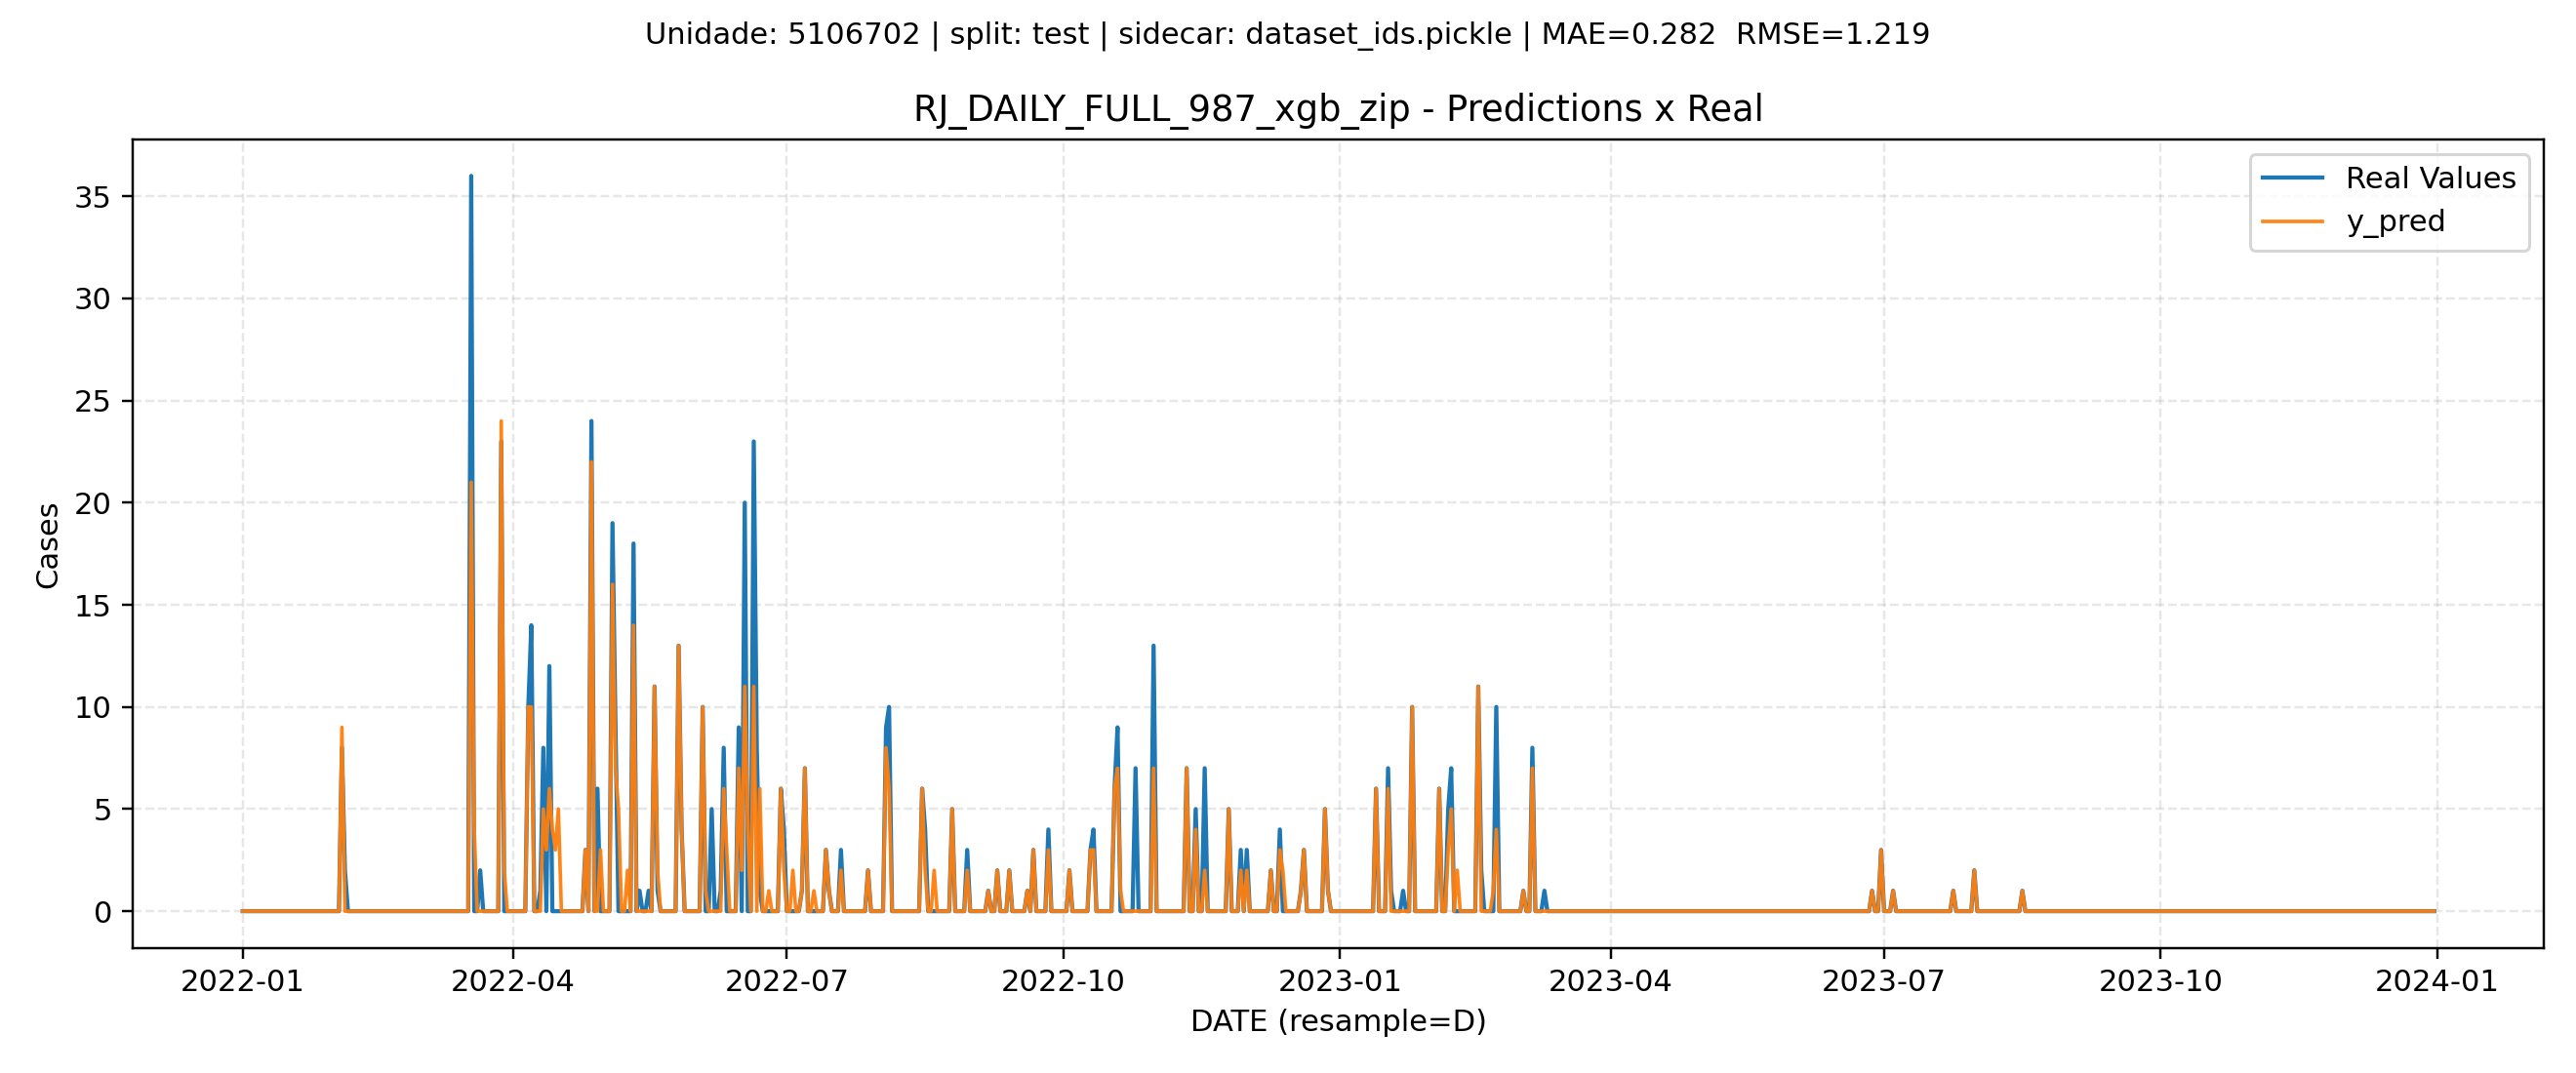 Unidade: 5106702 | split: test | sidecar: dataset_ids.pickle | MAE=0.282  RMSE=1.219
RJ_DAILY_FULL_987_xgb_zip - Predictions x Real
Real Values
y_pred
35
30
25
20
15
10
5
0
Cases
2022-01
2022-04
2022-07
2022-10
2023-01
2023-04
2023-07
2023-10
2024-01
DATE (resample=D)